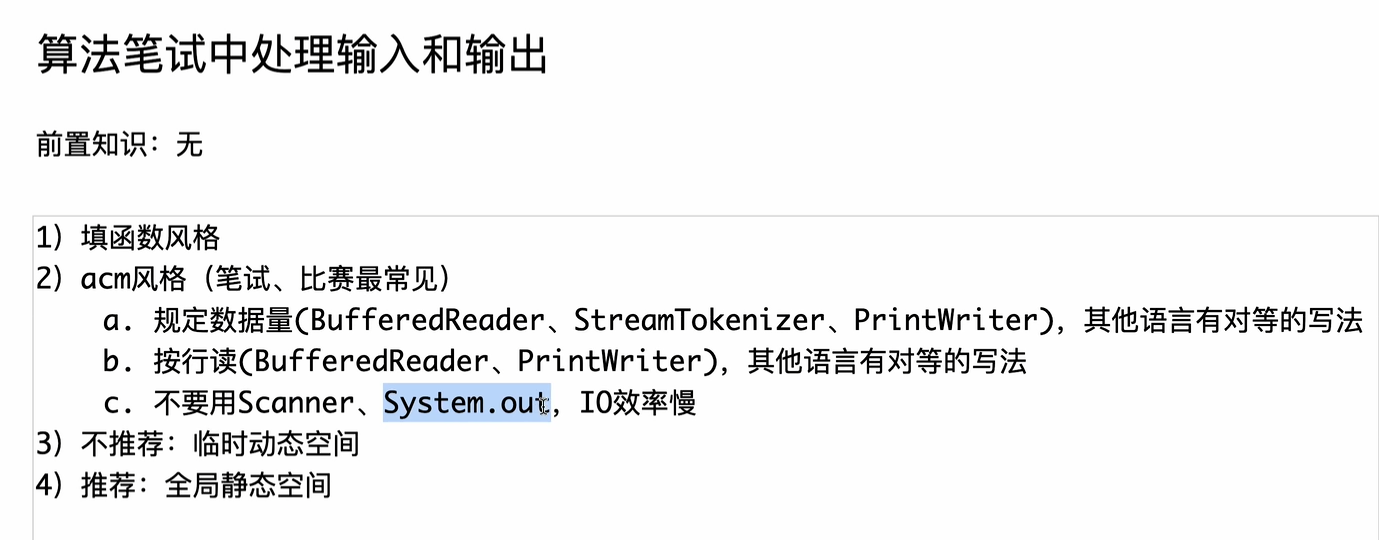 算法笔试中处理输入和输出
前置知识：无
1) 填函数风格
2) acm风格（笔试、比赛最常见）
a. 规定数据量(BufferedReader、StreamTokenizer、PrintWriter)，其他语言有对等的写法
b. 按行读(BufferedReader、PrintWriter)，其他语言有对等的写法
c. 不要用Scanner、System.out，IO效率慢
3) 不推荐：临时动态空间
4) 推荐：全局静态空间